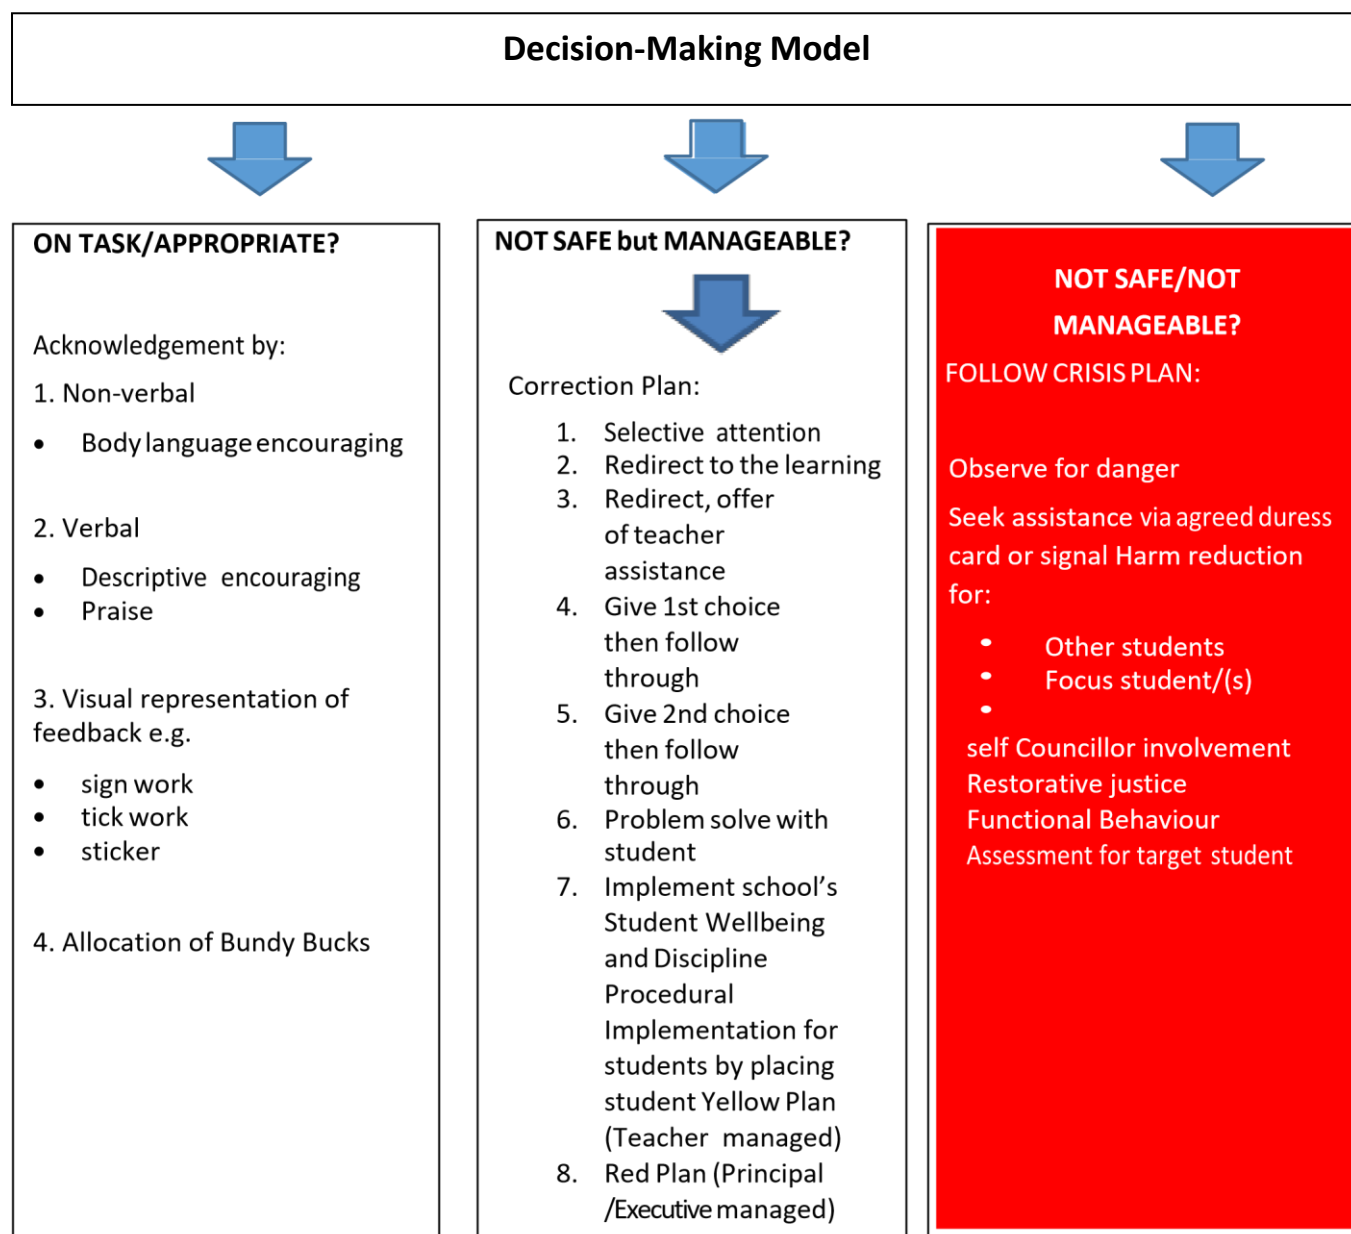 Decision-Making Model
ON TASK/APPROPRIATE?
Acknowledgement by:
1. Non-verbal
• Body language encouraging
2. Verbal
• Descriptive encouraging
• Praise
3. Visual representation of
feedback e.g.
• sign work
• tick work
• sticker
4. Allocation of Bundy Bucks
NOT SAFE but MANAGEABLE?
Correction Plan:
1. Selective attention
2. Redirect to the learning
3. Redirect, offer
of teacher
assistance
4. Give 1st choice
then follow
through
5. Give 2nd choice
then follow
through
6. Problem solve with
student
7. Implement school’s
Student Wellbeing
and Discipline
Procedural
Implementation for
students by placing
student Yellow Plan
(Teacher managed)
8. Red Plan (Principal
/Executive managed)
NOT SAFE/NOT
MANAGEABLE?
FOLLOW CRISIS PLAN:
Observe for danger
Seek assistance via agreed duress
card or signal Harm reduction
for:
• Other students
• Focus student/(s)
•
self Councillor involvement
Restorative justice
Functional Behaviour
Assessment for target student